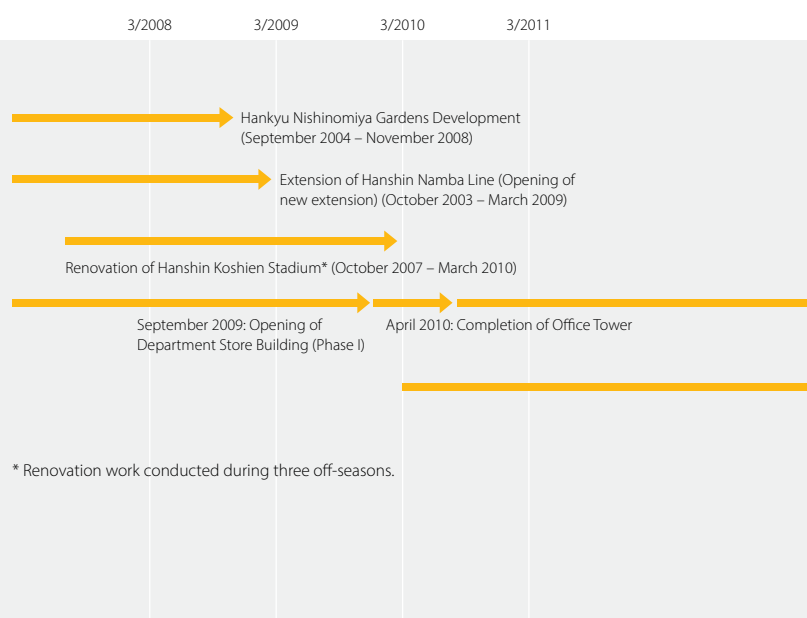 3/2008 3/2009 3/2010 3/2011
Hankyu Nishinomiya Gardens Development
(September 2004 – November 2008)
Extension of Hanshin Namba Line (Opening of
new extension) (October 2003 – March 2009)
Renovation of Hanshin Koshien Stadium* (October 2007 – March 2010)
September 2009: Opening of
Department Store Building (Phase I)
April 2010: Completion of Office Tower
* Renovation work conducted during three off-seasons.